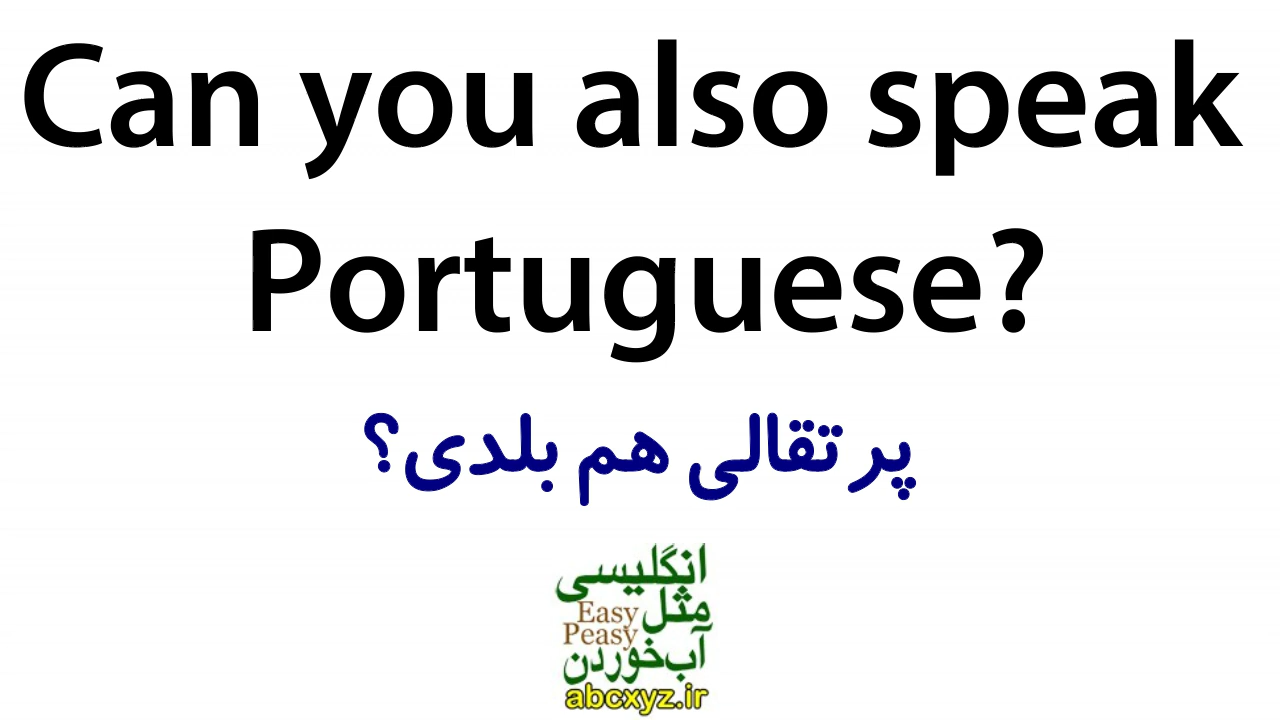 Can you also speak
Portuguese?
پرتقالی هم بلدی؟
انگلیسی
مثل
Easy
Peasy
آب‌خوردن
abcxyz.ir